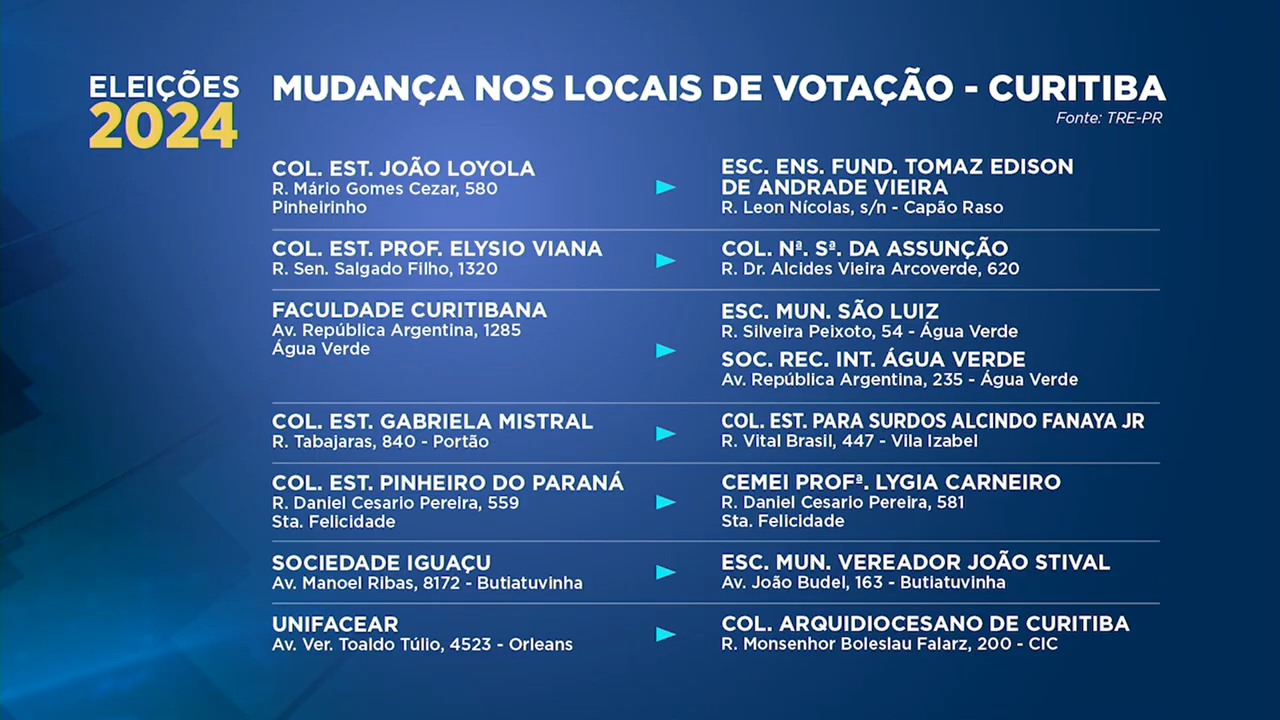 ELEIÇÕES
2024
MUDANÇA NOS LOCAIS DE VOTAÇÃO - CURITIBA
Fonte: TRE-PR
COL. EST. JOÃO LOYOLA
R. Mário Gomes Cezar, 580
Pinheirinho
ESC. ENS. FUND. TOMAZ EDISON
DE ANDRADE VIEIRA
R. Leon Nícolas, s/n - Capão Raso
COL. EST. PROF. ELYSIO VIANA
R. Sen. Salgado Filho, 1320
COL. Nª. Sª. DA ASSUNÇÃO
R. Dr. Alcides Vieira Arcoverde, 620
FACULDADE CURITIBANA
Av. República Argentina, 1285
Água Verde
ESC. MUN. SÃO LUIZ
R. Silveira Peixoto, 54 - Água Verde
SOC. REC. INT. ÁGUA VERDE
Av. República Argentina, 235 - Água Verde
COL. EST. GABRIELA MISTRAL
R. Tabajaras, 840 - Portão
COL. EST. PARA SURDOS ALCINDO FANAYA JR
R. Vital Brasil, 447 - Vila Izabel
COL. EST. PINHEIRO DO PARANÁ
R. Daniel Cesario Pereira, 559
Sta. Felicidade
CEMEI PROFª. LYGIA CARNEIRO
R. Daniel Cesario Pereira, 581
Sta. Felicidade
SOCIEDADE IGUAÇU
Av. Manoel Ribas, 8172 - Butiatuvinha
ESC. MUN. VEREADOR JOÃO STIVAL
Av. João Budel, 163 - Butiatuvinha
UNIFACEAR
Av. Ver. Toaldo Túlio, 4523 - Orleans
COL. ARQUIDIOCESANO DE CURITIBA
R. Monsenhor Boleslau Falarz, 200 - CIC